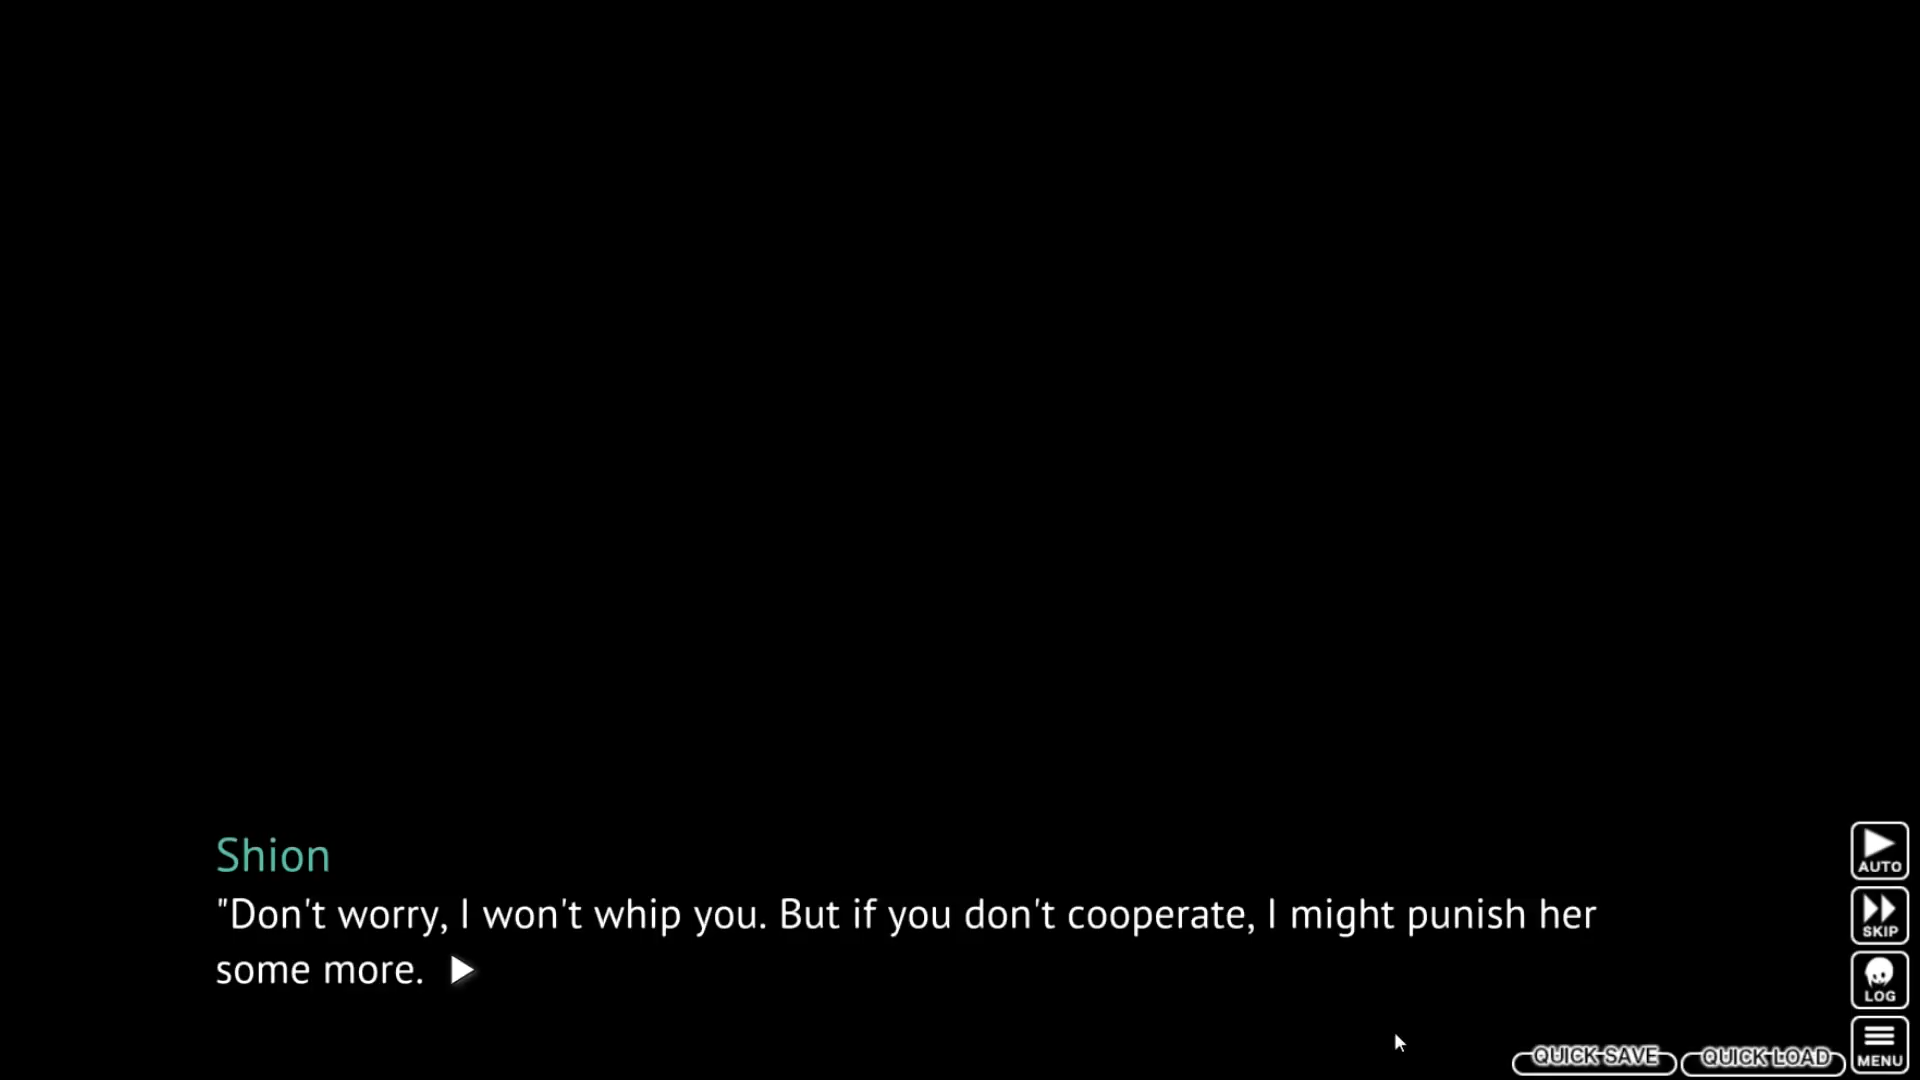 Shion
"Don't worry, I won't whip you. But if you don't cooperate, I might punish her
some more.
AUTO
SKIP
LOG
MENU
QUICK SAVE QUICK LOAD